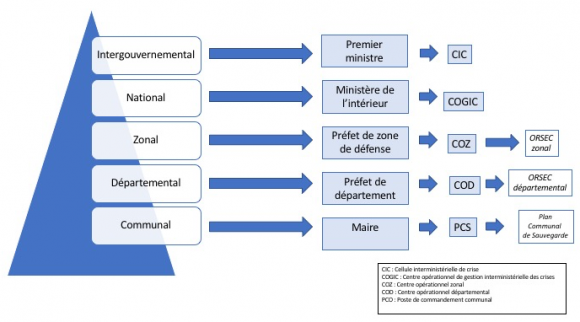 Intergouvernemental
Premier
ministre
CIC
National
Ministère de
l'intérieur
COGIC
Zonal
Préfet de zone
de défense
COZ
ORSEC
zonal
Départemental
Préfet de
département
COD
ORSEC
départemental
Communal
Maire
PCS
Plan
Communal
de Sauvegarde
CIC : Cellule interministérielle de crise
COGIC : Centre opérationnel de gestion interministérielle des crises
COZ : Centre opérationnel zonal
COD : Centre opérationnel départemental
PCO : Poste de commandement communal